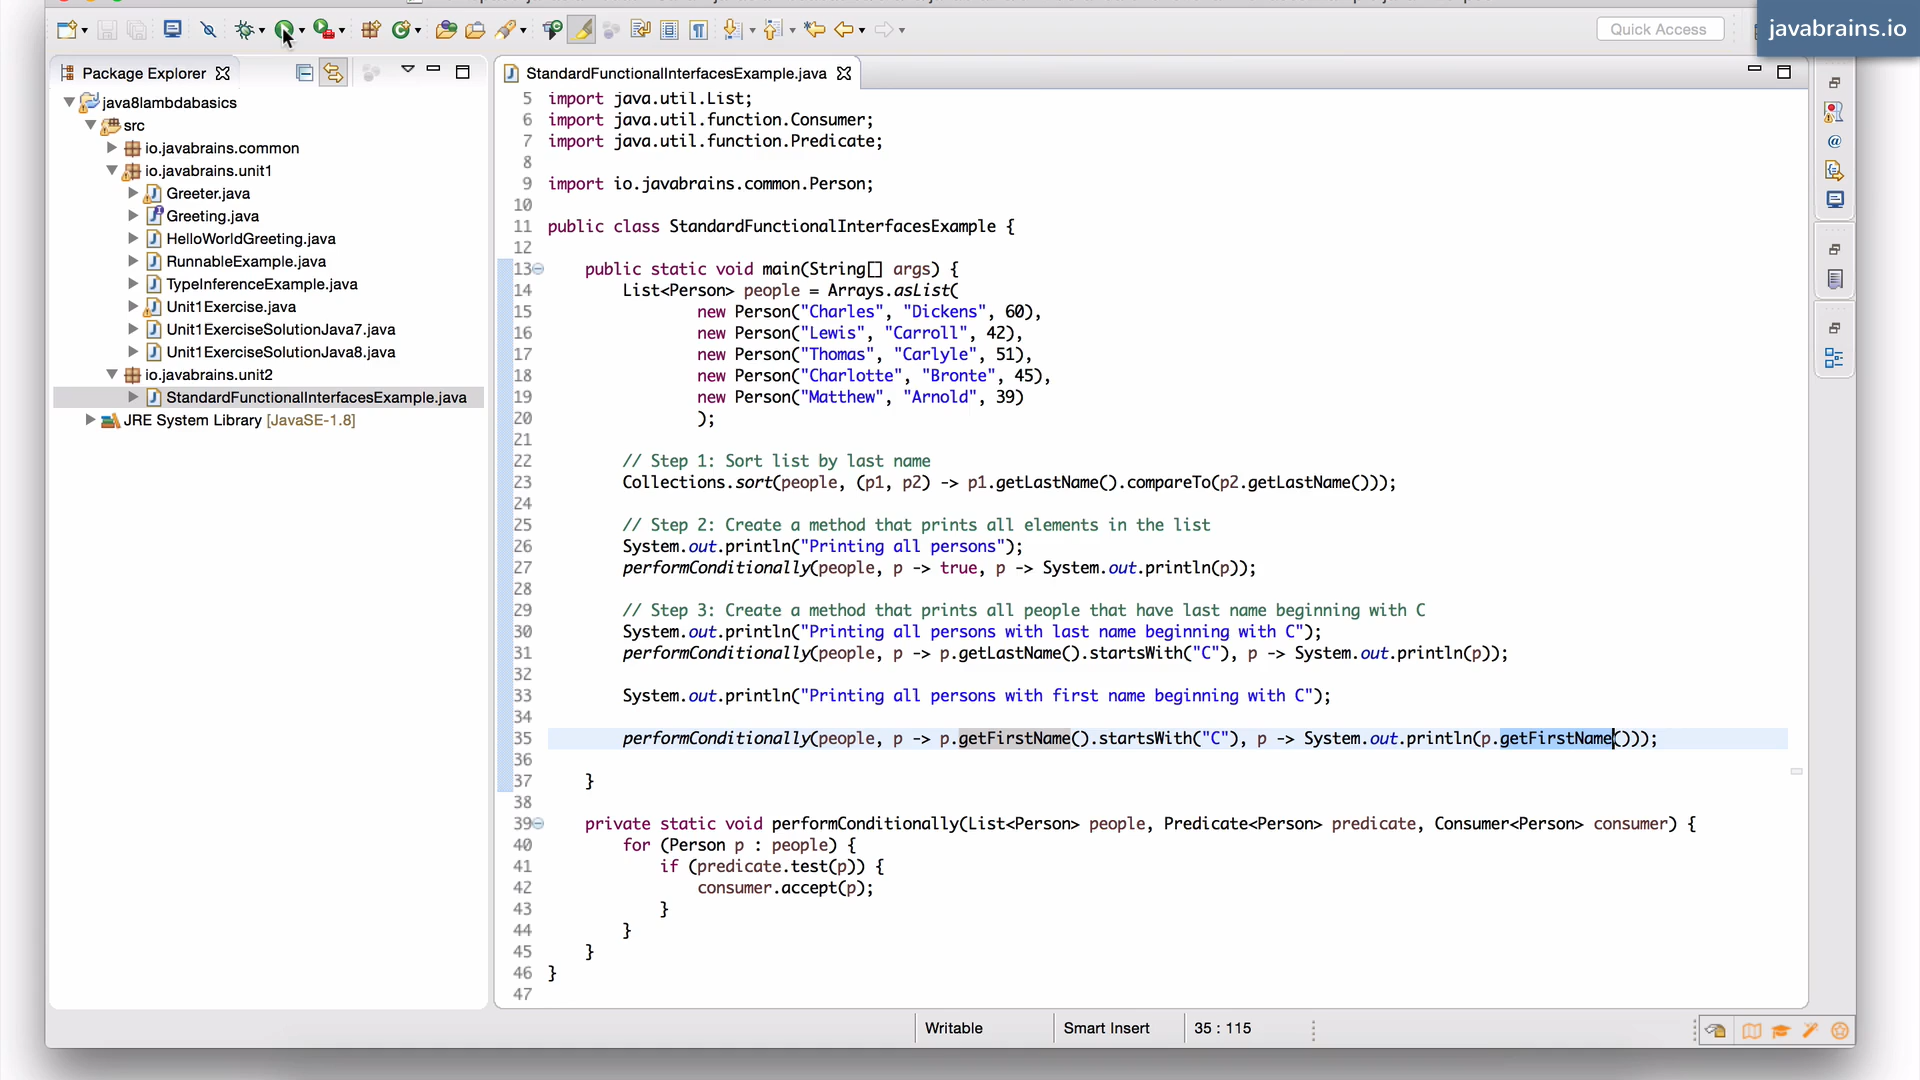 Quick Access
javabrains.io
Package Explorer
java8lambdabasics
src
io.javabrains.common
io.javabrains.unit1
Greeter.java
Greeting.java
HelloWorldGreeting.java
RunnableExample.java
TypeInferenceExample.java
Unit1Exercise.java
Unit1ExerciseSolutionJava7.java
Unit1ExerciseSolutionJava8.java
io.javabrains.unit2
StandardFunctionalInterfacesExample.java
JRE System Library [JavaSE-1.8]
StandardFunctionalInterfacesExample.java
5 import java.util.List;
6 import java.util.function.Consumer;
7 import java.util.function.Predicate;
8
9 import io.javabrains.common.Person;
10
11 public class StandardFunctionalInterfacesExample {
12
13 public static void main(String[] args) {
14 List<Person> people = Arrays.asList(
15 new Person("Charles", "Dickens", 60),
16 new Person("Lewis", "Carroll", 42),
17 new Person("Thomas", "Carlyle", 51),
18 new Person("Charlotte", "Bronte", 45),
19 new Person("Matthew", "Arnold", 39)
20 );
21
22 // Step 1: Sort list by last name
23 Collections.sort(people, (p1, p2) -> p1.getLastName().compareTo(p2.getLastName()));
24
25 // Step 2: Create a method that prints all elements in the list
26 System.out.println("Printing all persons");
27 performConditionally(people, p -> true, p -> System.out.println(p));
28
29 // Step 3: Create a method that prints all people that have last name beginning with C
30 System.out.println("Printing all persons with last name beginning with C");
31 performConditionally(people, p -> p.getLastName().startsWith("C"), p -> System.out.println(p));
32
33 System.out.println("Printing all persons with first name beginning with C");
34
35 performConditionally(people, p -> p.getFirstName().startsWith("C"), p -> System.out.println(p.getFirstName()));
36
37 }
38
39 private static void performConditionally(List<Person> people, Predicate<Person> predicate, Consumer<Person> consumer) {
40 for (Person p : people) {
41 if (predicate.test(p)) {
42 consumer.accept(p);
43 }
44 }
45 }
46 }
47
Writable
Smart Insert
35 : 115